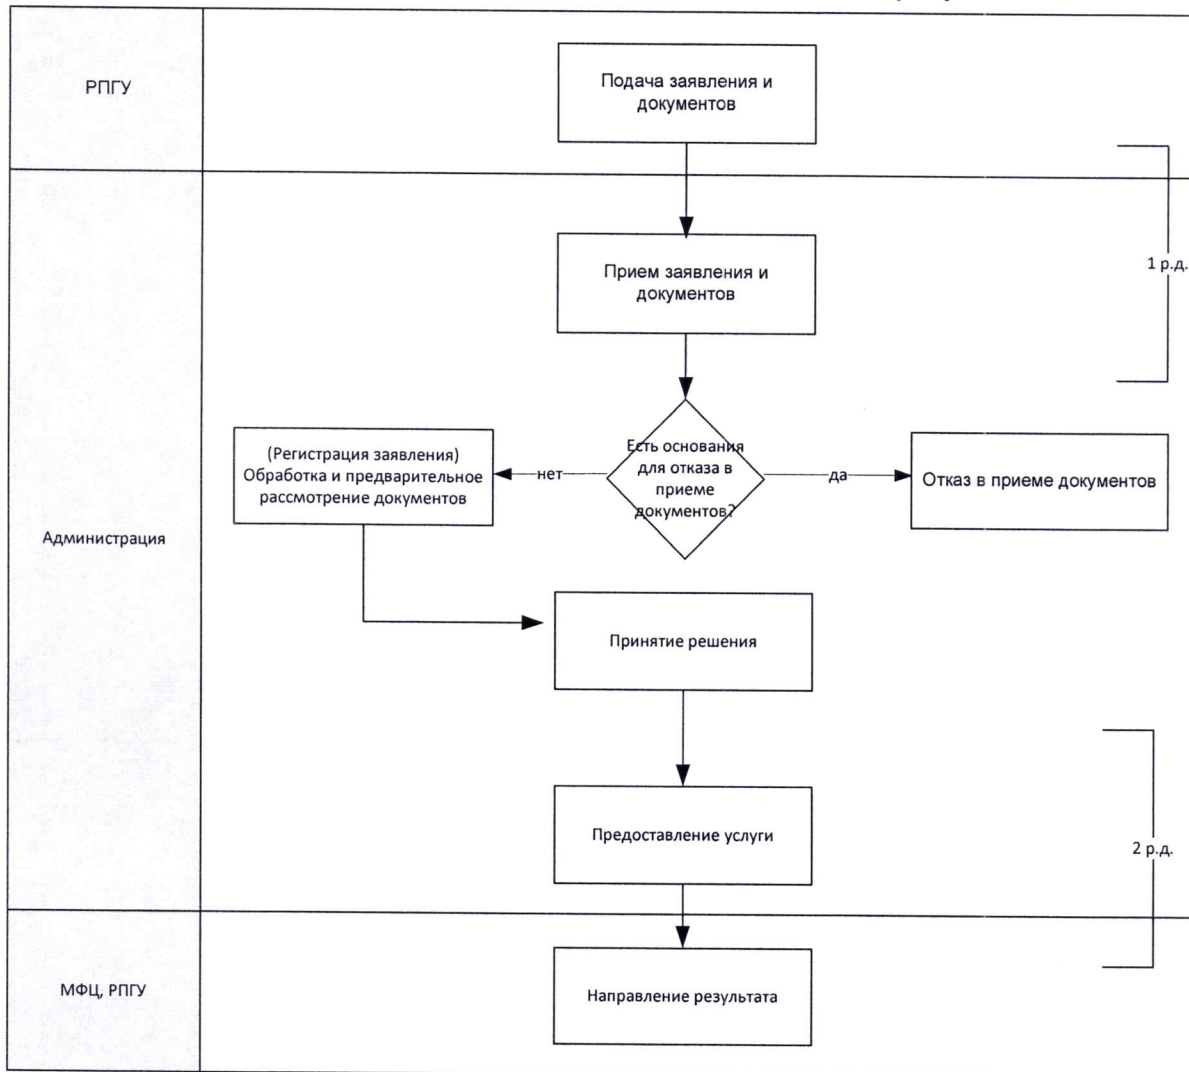 РПГУ
Подача заявления и
документов
Прием заявления и
документов
1 р.д.
Есть основания
для отказа в
приеме
документов?
(Регистрация заявления)
Обработка и предварительное
рассмотрение документов
нет
да
Отказ в приеме документов
Администрация
Принятие решения
Предоставление услуги
2 р.д.
МФЦ, РПГУ
Направление результата